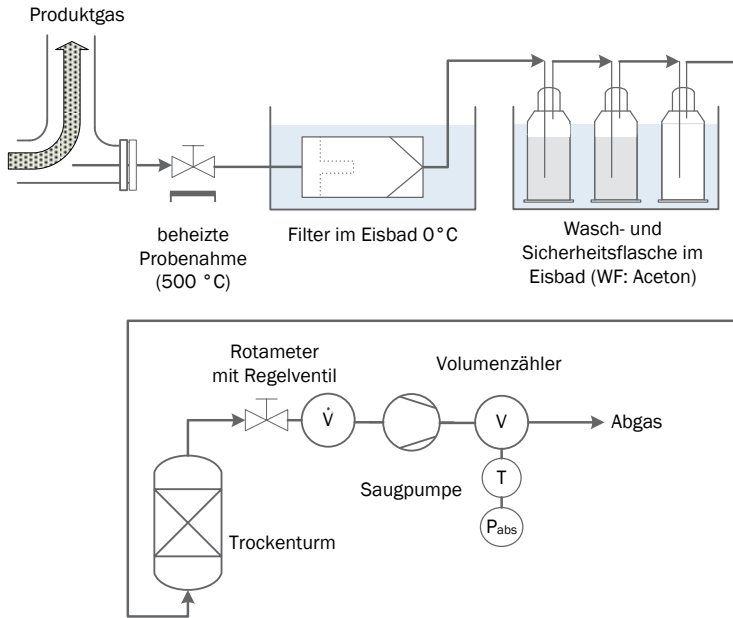 Produktgas
beheizte
Probenahme
(500 °C)
Filter im Eisbad 0°C
Wasch- und
Sicherheitsflasche im
Eisbad (WF: Aceton)
Rotameter
mit Regelventil
Volumenzähler
V̇
V
Abgas
Saugpumpe
T
Pabs
Trockenturm